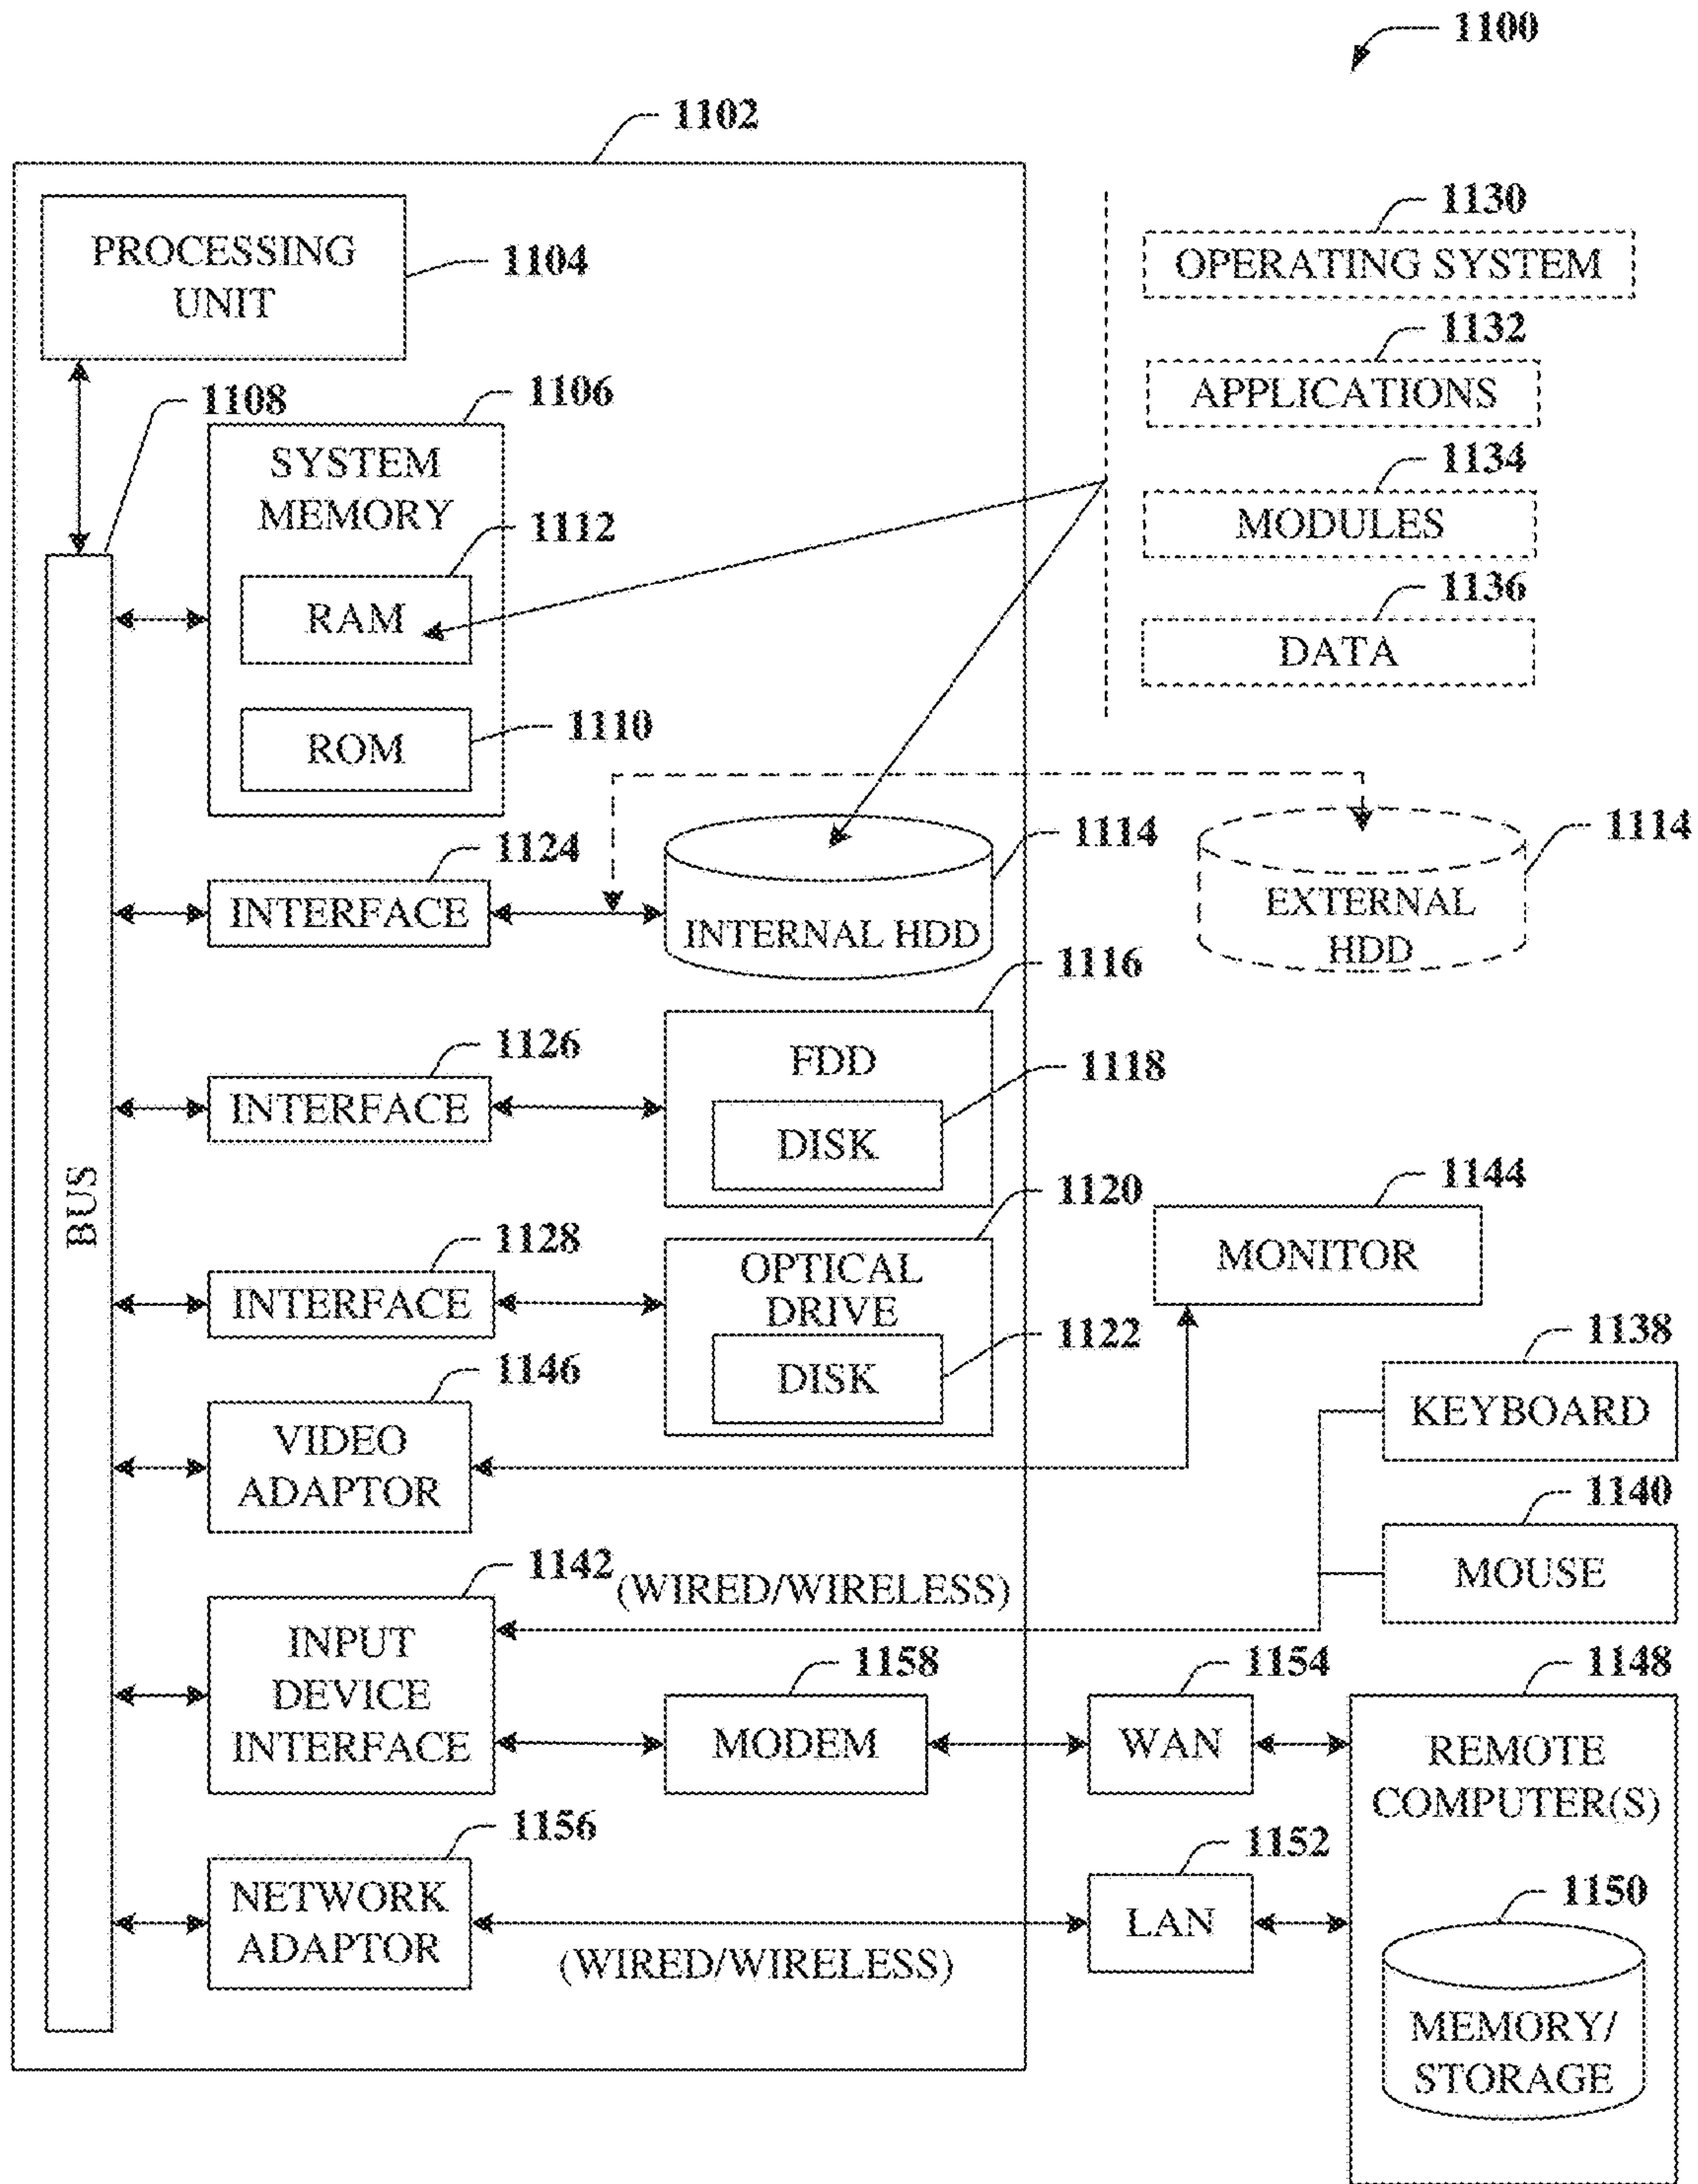 1100
1102
PROCESSING
UNIT
1104
1130
OPERATING SYSTEM
1132
APPLICATIONS
1134
MODULES
1136
DATA
1108
1106
SYSTEM
MEMORY
1112
RAM
1110
ROM
1124
INTERFACE
1114
INTERNAL HDD
1114
EXTERNAL
HDD
1116
FDD
1126
INTERFACE
1118
DISK
BUS
1120
OPTICAL
DRIVE
1128
INTERFACE
1122
DISK
1144
MONITOR
1146
VIDEO
ADAPTOR
1138
KEYBOARD
1140
MOUSE
1142
(WIRED/WIRELESS)
INPUT
DEVICE
INTERFACE
1158
MODEM
1154
WAN
1148
REMOTE
COMPUTER(S)
1156
NETWORK
ADAPTOR
(WIRED/WIRELESS)
1152
LAN
1150
MEMORY/
STORAGE